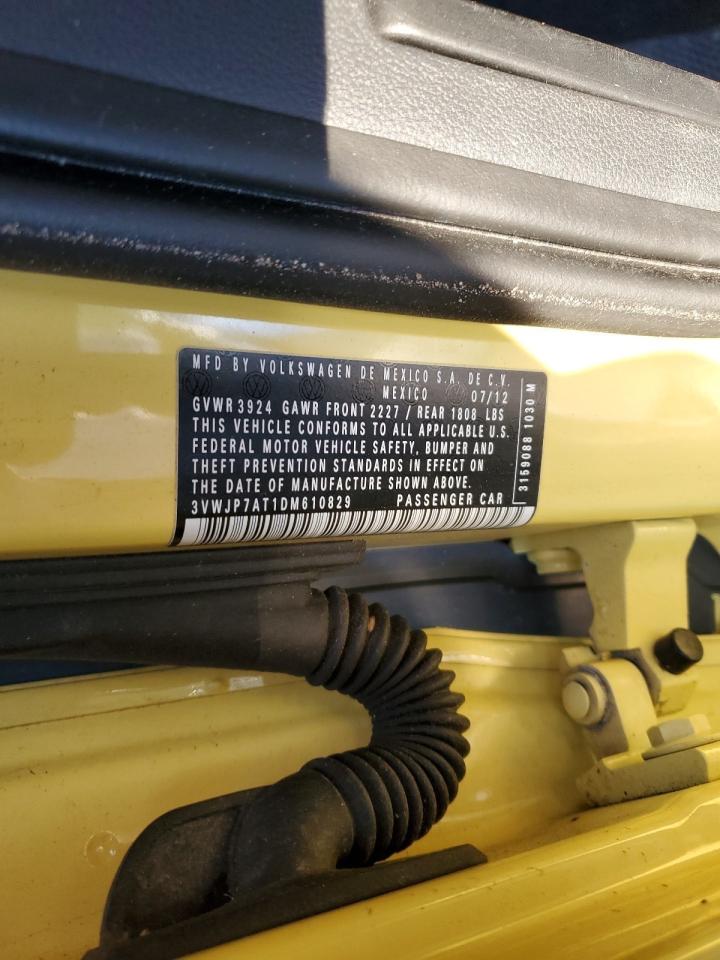 MFD BY VOLKSWAGEN DE MEXICO S.A. DE C.V.
MEXICO 07/12
GVWR 3924 GAWR FRONT 2227 / REAR 1808 LBS
THIS VEHICLE CONFORMS TO ALL APPLICABLE U.S.
FEDERAL MOTOR VEHICLE SAFETY, BUMPER AND
THEFT PREVENTION STANDARDS IN EFFECT ON
THE DATE OF MANUFACTURE SHOWN ABOVE.
3VWJP7AT1DM610829 PASSENGER CAR
3159088 1030 M